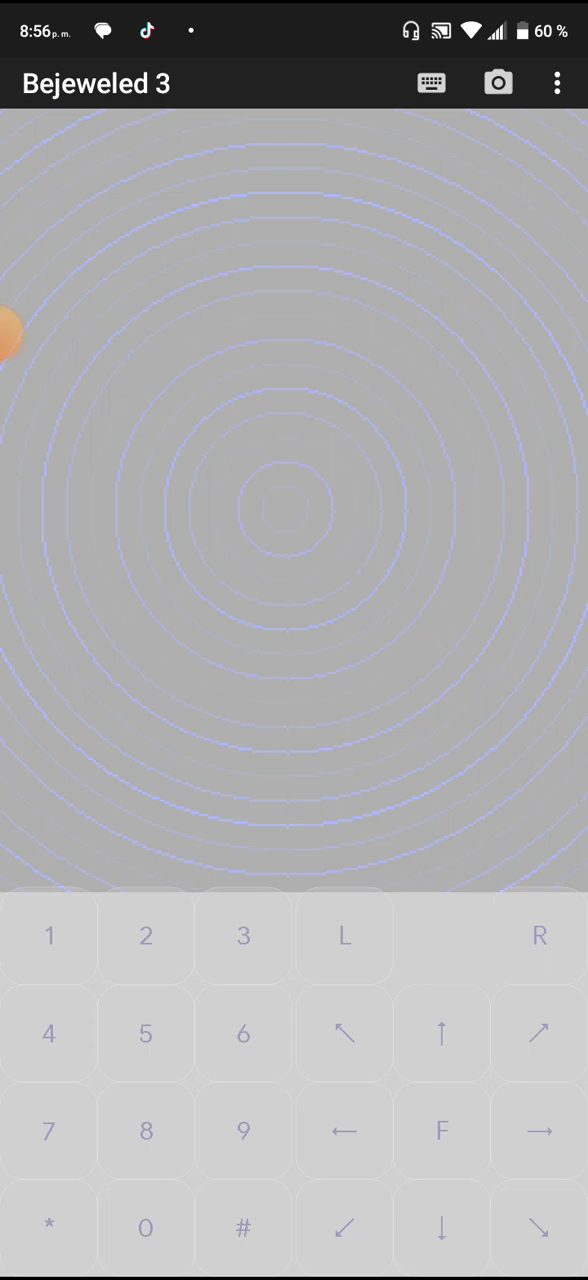 8:56 p. m. 60 %
Bejeweled 3
1 2 3 L R
4 5 6 ↖ ↑ ↗
7 8 9 ← F →
* 0 # ↙ ↓ ↘